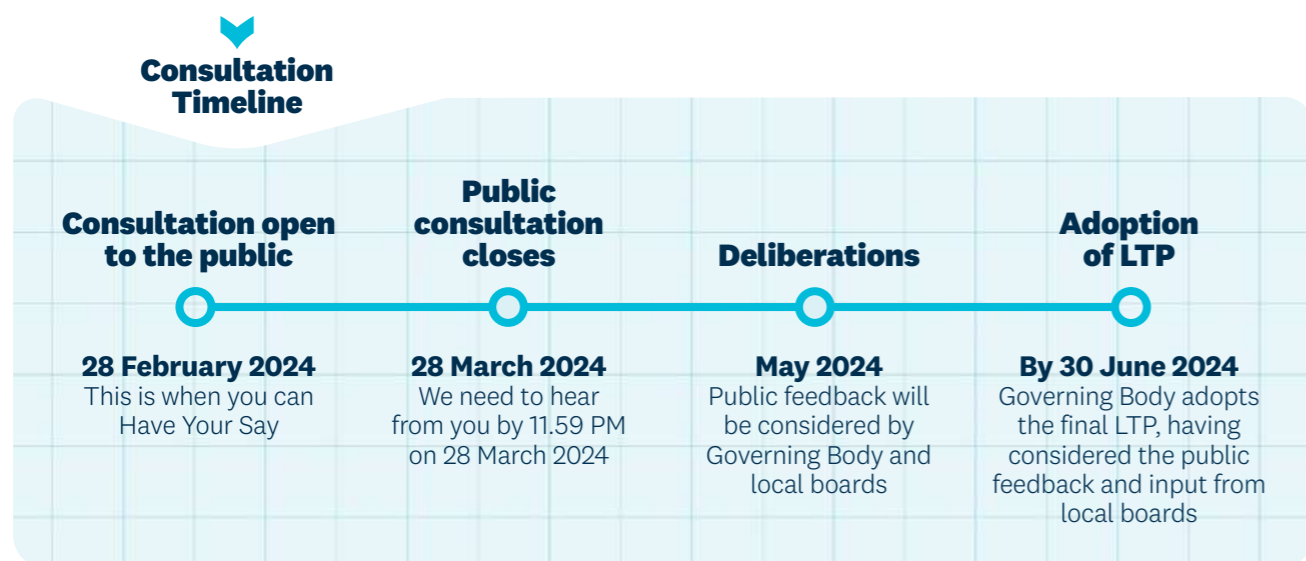 Consultation
Timeline
Consultation open
to the public
28 February 2024
This is when you can
Have Your Say
Public
consultation
closes
28 March 2024
We need to hear
from you by 11.59 PM
on 28 March 2024
Deliberations
May 2024
Public feedback will
be considered by
Governing Body and
local boards
Adoption
of LTP
By 30 June 2024
Governing Body adopts
the final LTP, having
considered the public
feedback and input from
local boards